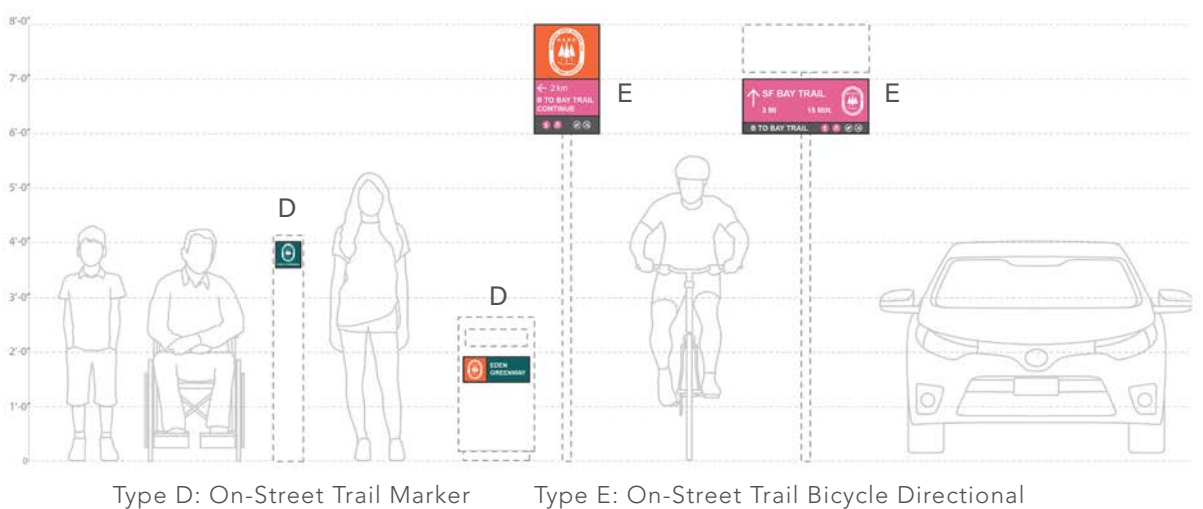 8'-0"
7'-0"
6'-0"
5'-0"
4'-0"
3'-0"
2'-0"
1'-0"
0
D
D
EDEN
GREENWAY
HARD
← 2 km
B TO BAY TRAIL
CONTINUE
E
↑ SF BAY TRAIL
3 MI 15 MIN.
B TO BAY TRAIL
E
Type D: On-Street Trail Marker
Type E: On-Street Trail Bicycle Directional